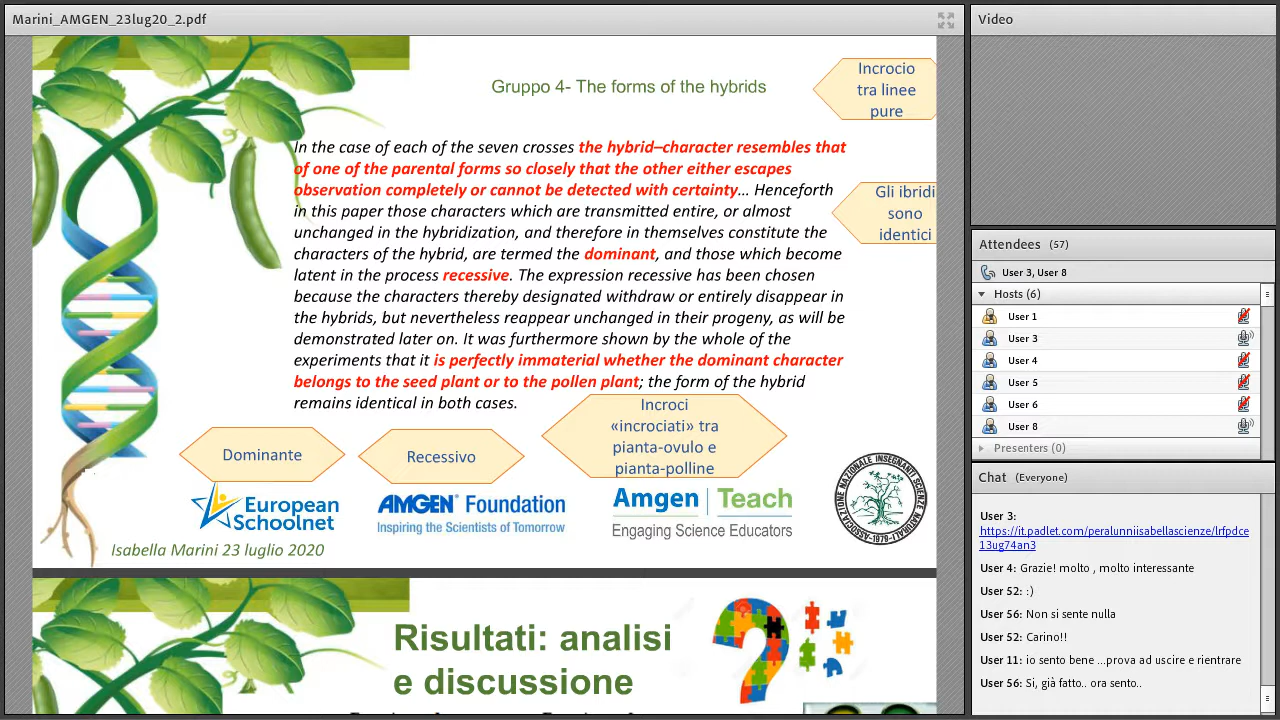 Marini_AMGEN_23lug20_2.pdf
Gruppo 4- The forms of the hybrids
Incrocio
tra linee
pure
In the case of each of the seven crosses the hybrid–character resembles that
of one of the parental forms so closely that the other either escapes
observation completely or cannot be detected with certainty… Henceforth
in this paper those characters which are transmitted entire, or almost
unchanged in the hybridization, and therefore in themselves constitute the
characters of the hybrid, are termed the dominant, and those which become
latent in the process recessive. The expression recessive has been chosen
because the characters thereby designated withdraw or entirely disappear in
the hybrids, but nevertheless reappear unchanged in their progeny, as will be
demonstrated later on. It was furthermore shown by the whole of the
experiments that it is perfectly immaterial whether the dominant character
belongs to the seed plant or to the pollen plant; the form of the hybrid
remains identical in both cases.
Gli ibridi
sono
identici
Dominante
Recessivo
Incroci
«incrociati» tra
pianta-ovulo e
pianta-polline
European
Schoolnet
AMGEN® Foundation
Inspiring the Scientists of Tomorrow
Amgen | Teach
Engaging Science Educators
ASSOCIAZIONE NAZIONALE INSEGNANTI SCIENZE NATURALI
-1979-
Isabella Marini 23 luglio 2020
Risultati: analisi
e discussione
Video
Attendees (57)
User 3, User 8
Hosts (6)
User 1
User 3
User 4
User 5
User 6
User 8
Presenters (0)
Chat (Everyone)
User 3:
https://it.padlet.com/peralunniisabellascienze/lrfpdce
13ug74an3
User 4: Grazie! molto , molto interessante
User 52: :)
User 56: Non si sente nulla
User 52: Carino!!
User 11: io sento bene ...prova ad uscire e rientrare
User 56: Si, già fatto.. ora sento..